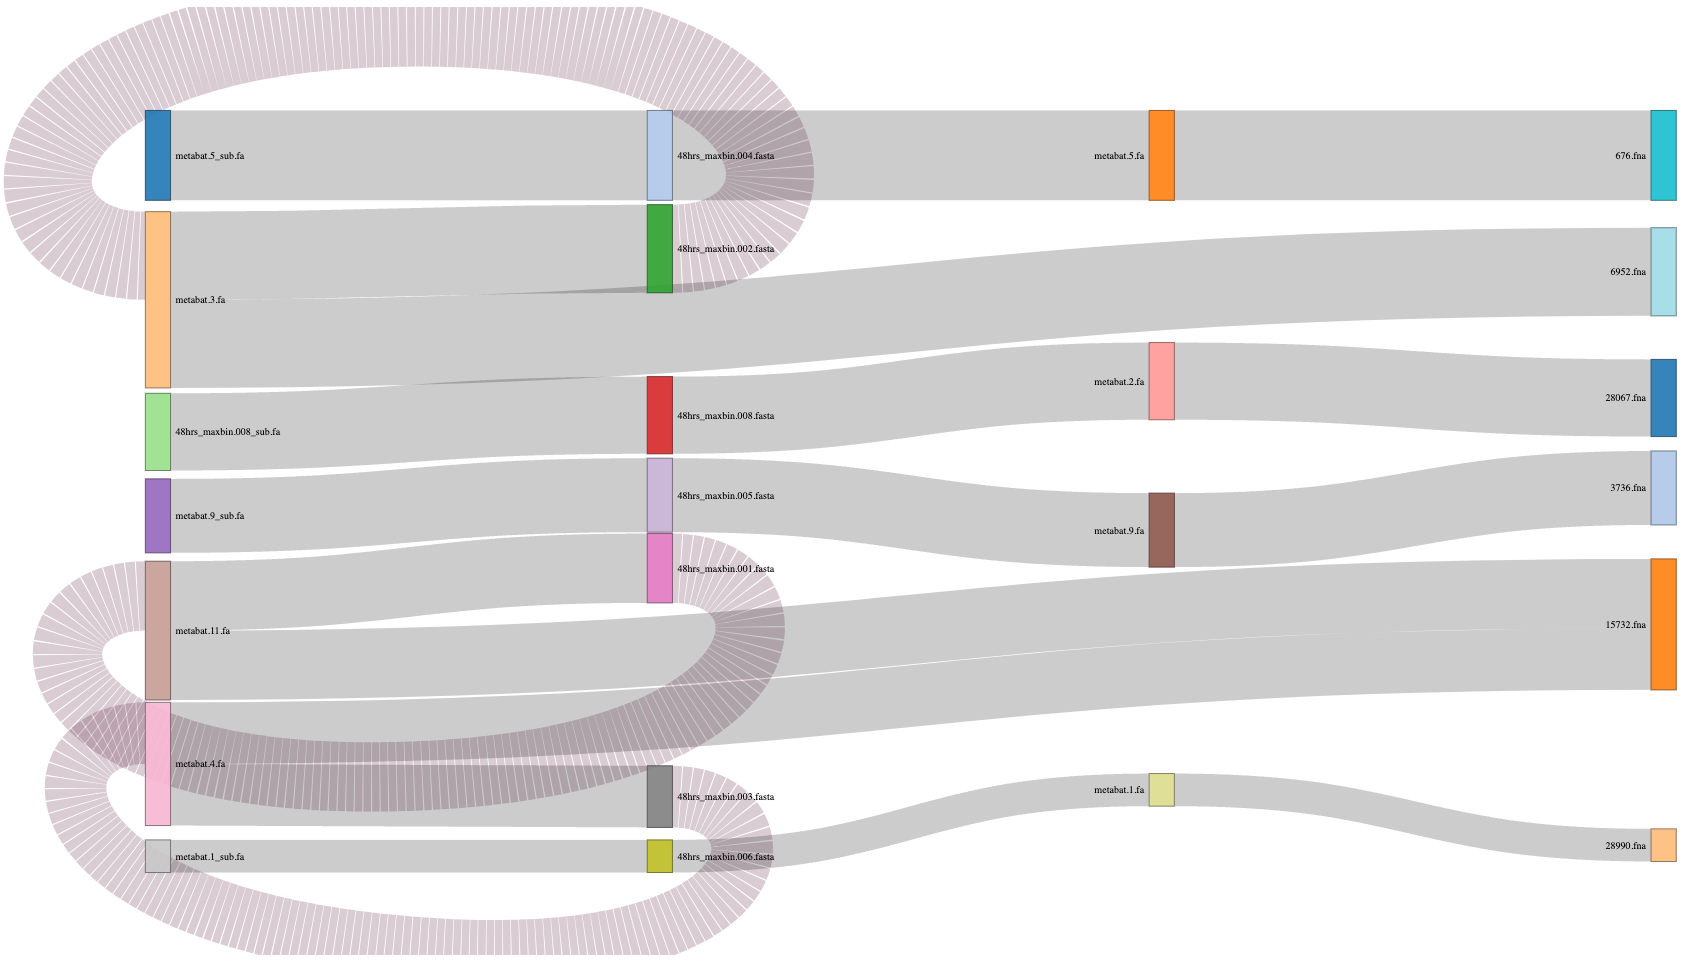 metabat.5_sub.fa
48hrs_maxbin.004.fasta
metabat.5.fa
676.fna
metabat.3.fa
48hrs_maxbin.002.fasta
6952.fna
48hrs_maxbin.008_sub.fa
48hrs_maxbin.008.fasta
metabat.2.fa
28067.fna
metabat.9_sub.fa
48hrs_maxbin.005.fasta
metabat.9.fa
3736.fna
metabat.11.fa
48hrs_maxbin.001.fasta
15732.fna
metabat.4.fa
48hrs_maxbin.003.fasta
metabat.1.fa
metabat.1_sub.fa
48hrs_maxbin.006.fasta
28990.fna